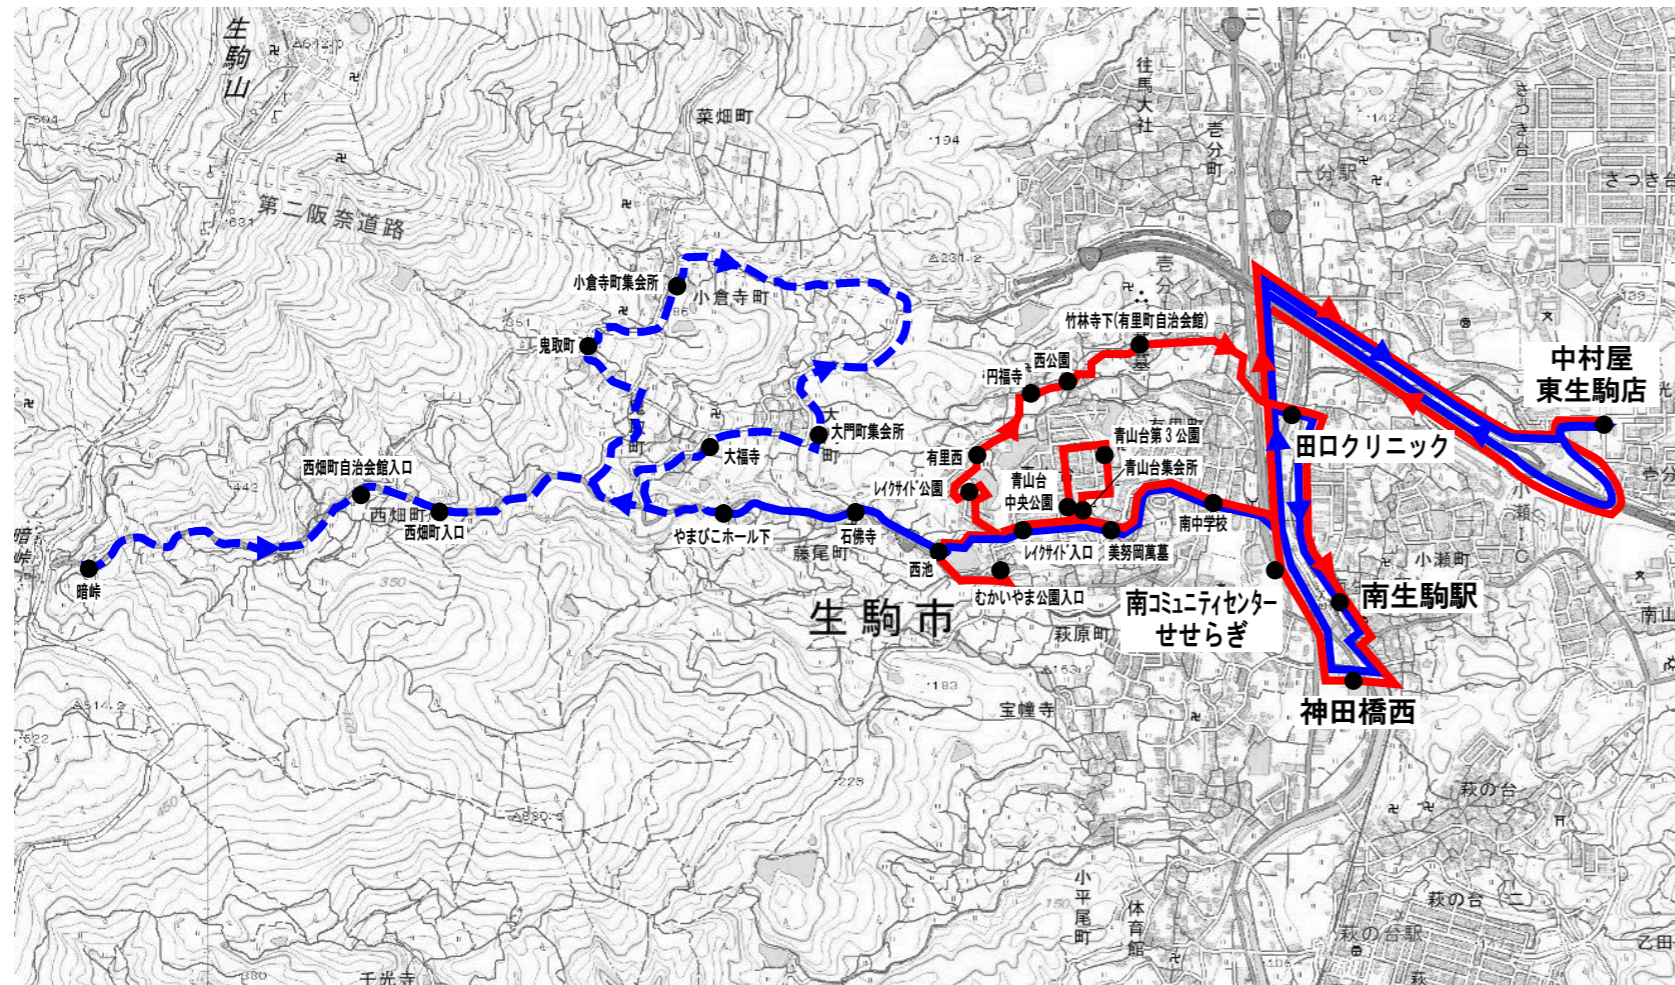 生駒山
菜畑町
往馬大社
壱分町
一分駅
さつき台
さつき台
第二阪奈道路
小倉寺町集会所
小倉寺町
鬼取町
竹林寺下(有里町自治会館)
西公園
円福寺
中村屋
東生駒店
田口クリニック
青山台第3公園
青山台集会所
青山台
中央公園
有里西
レイクサイド公園
大門町集会所
大福寺
西畑町自治会館入口
西畑町
西畑町入口
やまびこホール下
石佛寺
藤尾町
西池
レイクサイド入口
美努岡萬墓
南中学校
むかいやま公園入口
暗峠
暗峠
南コミュニティセンター
せせらぎ
小瀬町
南生駒駅
生駒市
萩原町
神田橋西
宝幢寺
萩の台
小平尾町
体育館
萩の台
萩の台駅
乙田
千光寺